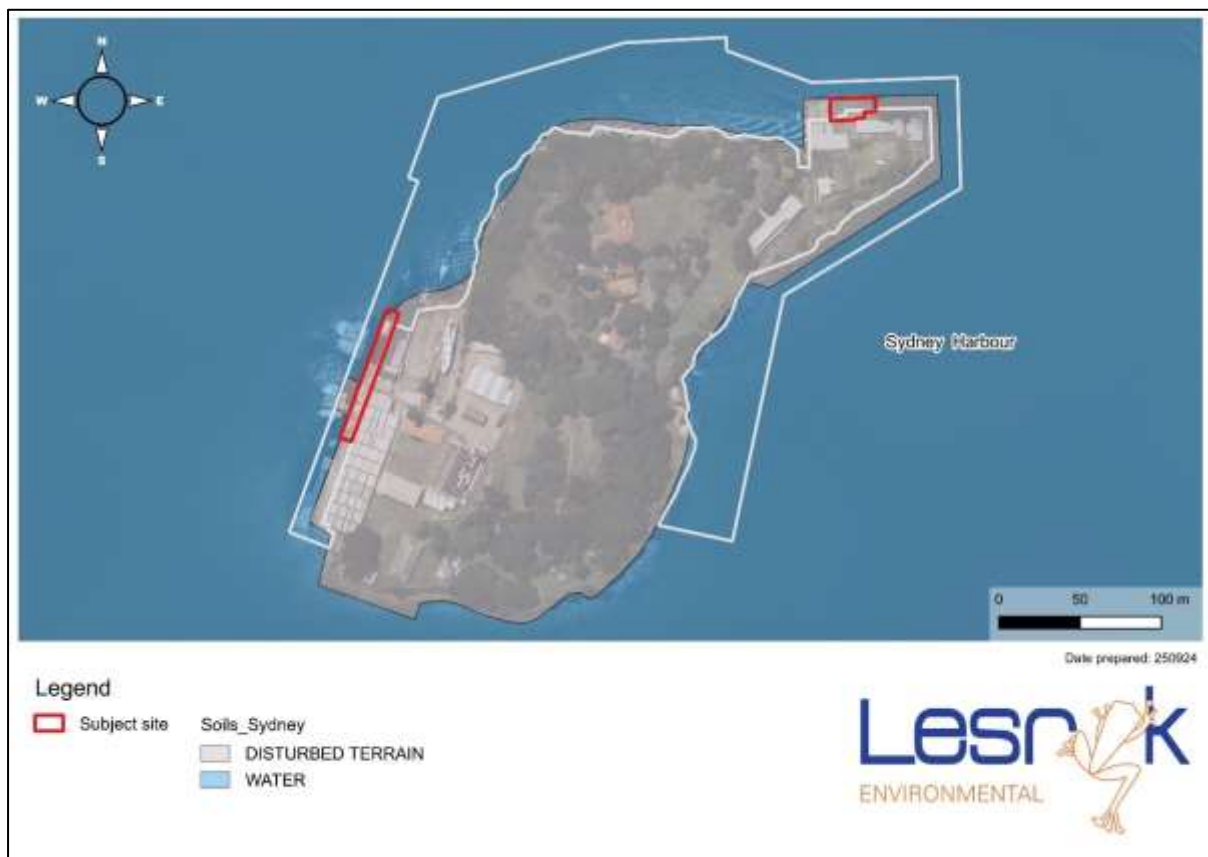 N
W E
S
Sydney Harbour
0 50 100 m
Date prepared: 250924
Legend
Subject site
Soils_Sydney
DISTURBED TERRAIN
WATER
Lesryk
ENVIRONMENTAL